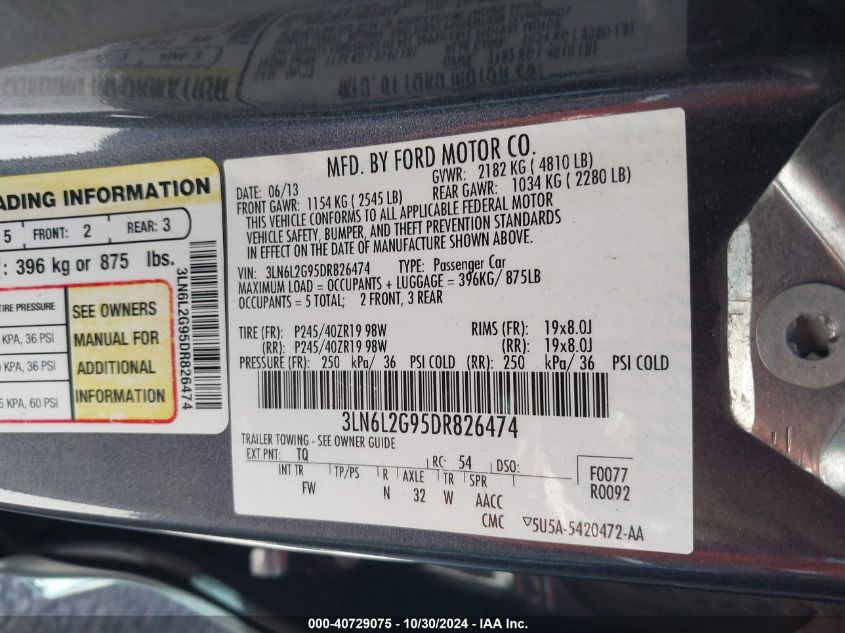 MFD. BY FORD MOTOR CO.
DATE: 06/13
GVWR: 2182 KG ( 4810 LB)
FRONT GAWR: 1154 KG ( 2545 LB)
REAR GAWR: 1034 KG ( 2280 LB)
THIS VEHICLE CONFORMS TO ALL APPLICABLE FEDERAL MOTOR
VEHICLE SAFETY, BUMPER, AND THEFT PREVENTION STANDARDS
IN EFFECT ON THE DATE OF MANUFACTURE SHOWN ABOVE.
VIN: 3LN6L2G95DR826474 TYPE: Passenger Car
MAXIMUM LOAD = OCCUPANTS + LUGGAGE = 396KG/ 875LB
OCCUPANTS = 5 TOTAL; 2 FRONT, 3 REAR
TIRE (FR): P245/40ZR19 98W RIMS (FR): 19x8.0J
(RR): P245/40ZR19 98W (RR): 19x8.0J
PRESSURE (FR): 250 kPa/ 36 PSI COLD (RR): 250 kPa/ 36 PSI COLD
3LN6L2G95DR826474
TRAILER TOWING - SEE OWNER GUIDE
EXT PNT: TQ RC: 54 DSO:
INT TR TP/PS R AXLE TR SPR
FW N 32 W AACC
CMC
F0077
R0092
5U5A-5420472-AA
ADING INFORMATION
5 FRONT: 2 REAR: 3
396 kg or 875 lbs.
TIRE PRESSURE
KPA, 36 PSI
KPA, 36 PSI
5 KPA, 60 PSI
SEE OWNERS
MANUAL FOR
ADDITIONAL
INFORMATION
3LN6L2G95DR826474
000-40729075 - 10/30/2024 - IAA Inc.